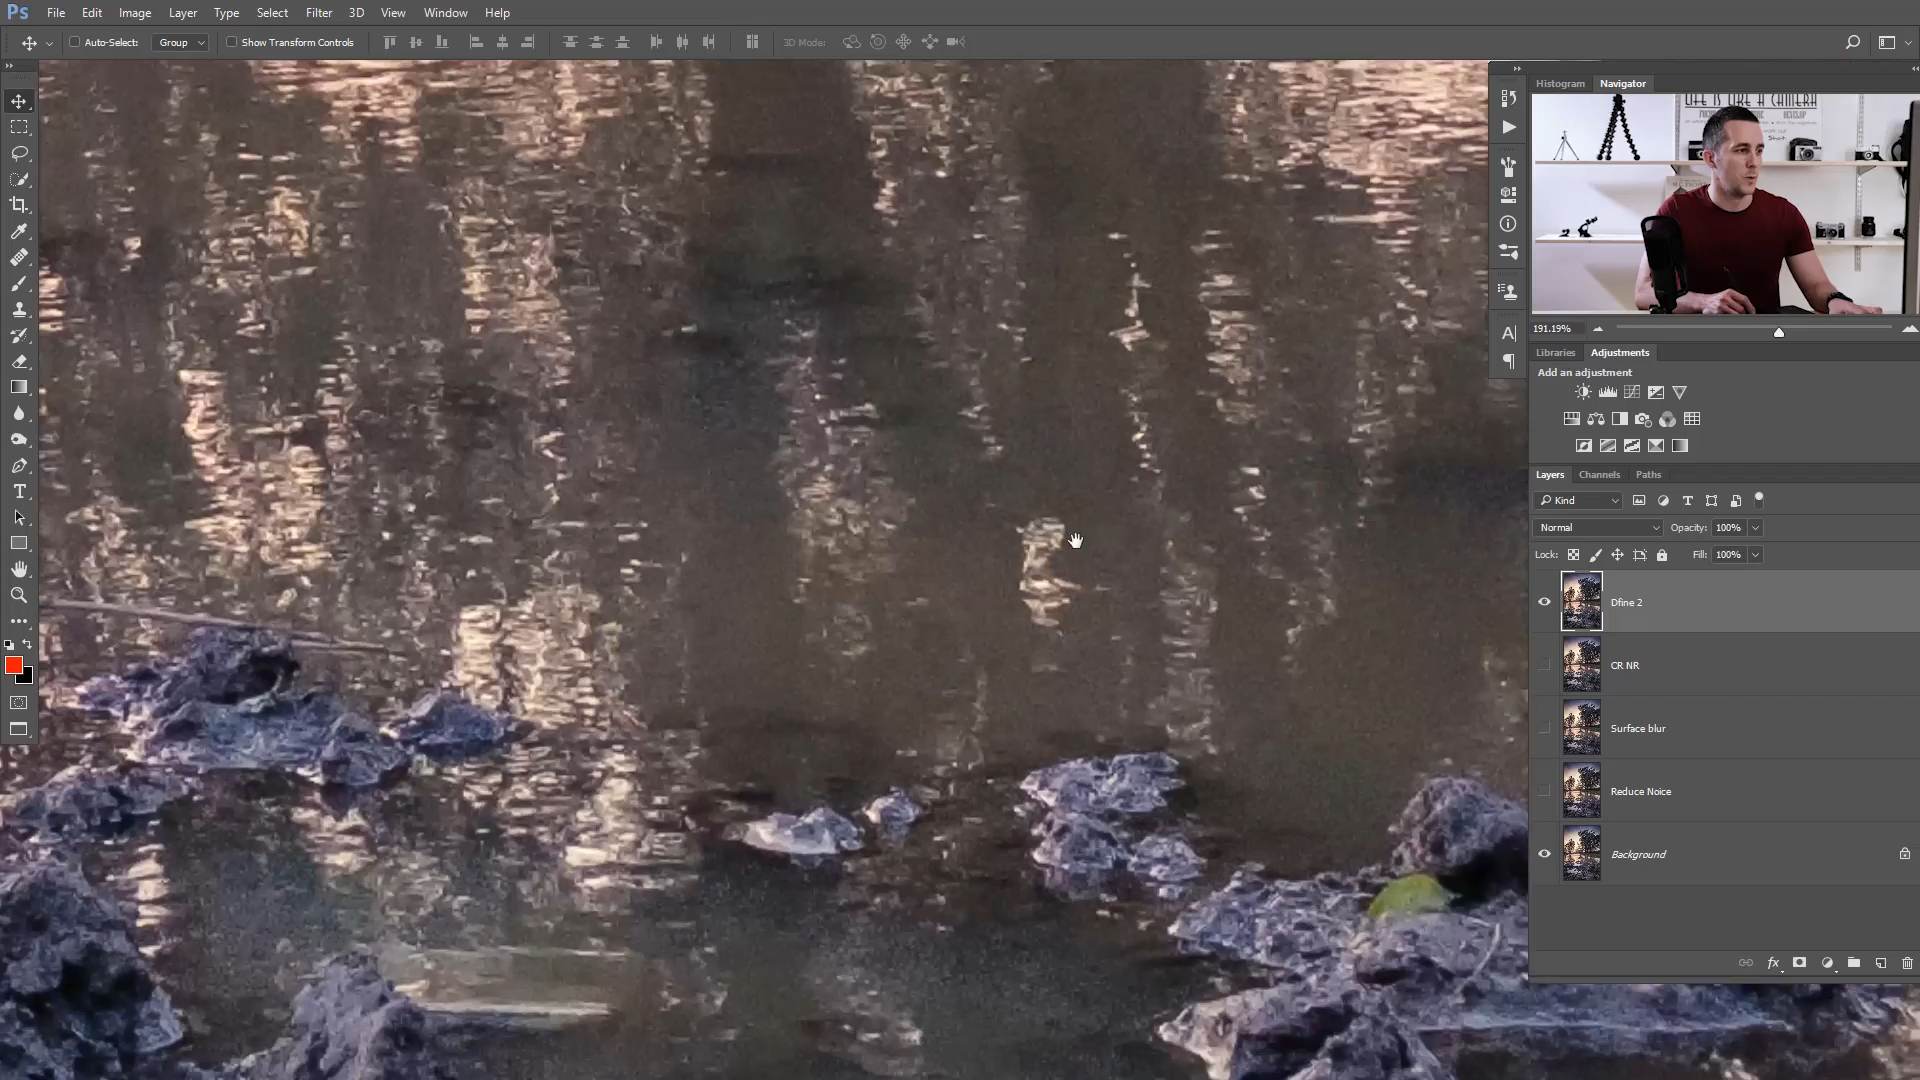 Ps File Edit Image Layer Type Select Filter 3D View Window Help
Auto-Select: Group Show Transform Controls 3D Mode:
Histogram Navigator
LIFE IS LIKE A CAMERA
DEVELOP
Shot
191.19%
Libraries Adjustments
Add an adjustment
Layers Channels Paths
Kind
Normal Opacity: 100%
Lock: Fill: 100%
Dfine 2
CR NR
Surface blur
Reduce Noice
Background